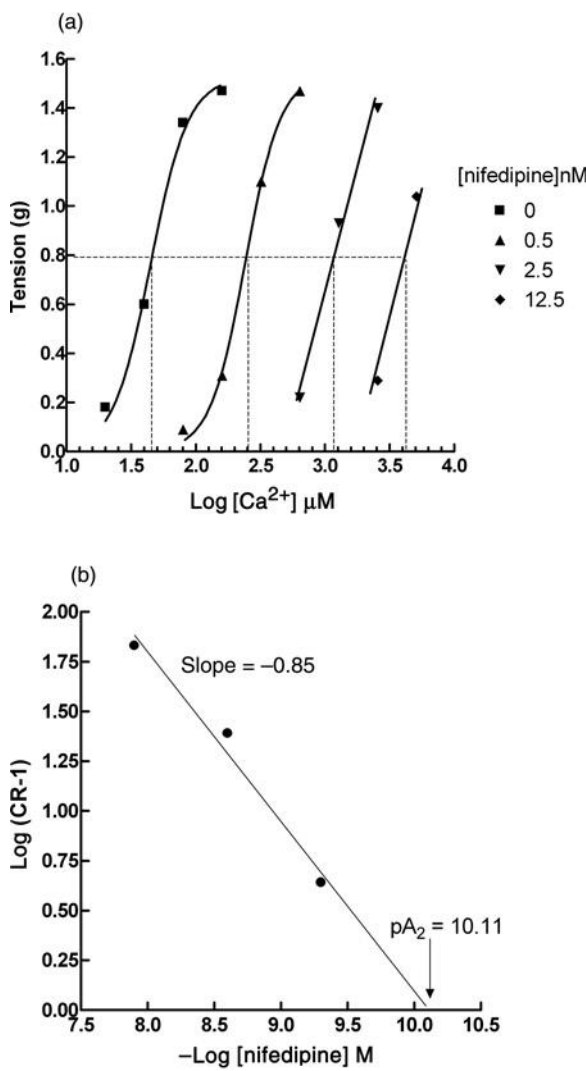 (a)
1.6
1.4
1.2
1.0
0.8
0.6
0.4
0.2
0.0
Tension (g)
1.0 1.5 2.0 2.5 3.0 3.5 4.0
Log [Ca2+] μM
[nifedipine]nM
0
0.5
2.5
12.5
(b)
2.00
1.75
1.50
1.25
1.00
0.75
0.50
0.25
0.00
Log (CR-1)
Slope = –0.85
pA2 = 10.11
7.5 8.0 8.5 9.0 9.5 10.0 10.5
–Log [nifedipine] M